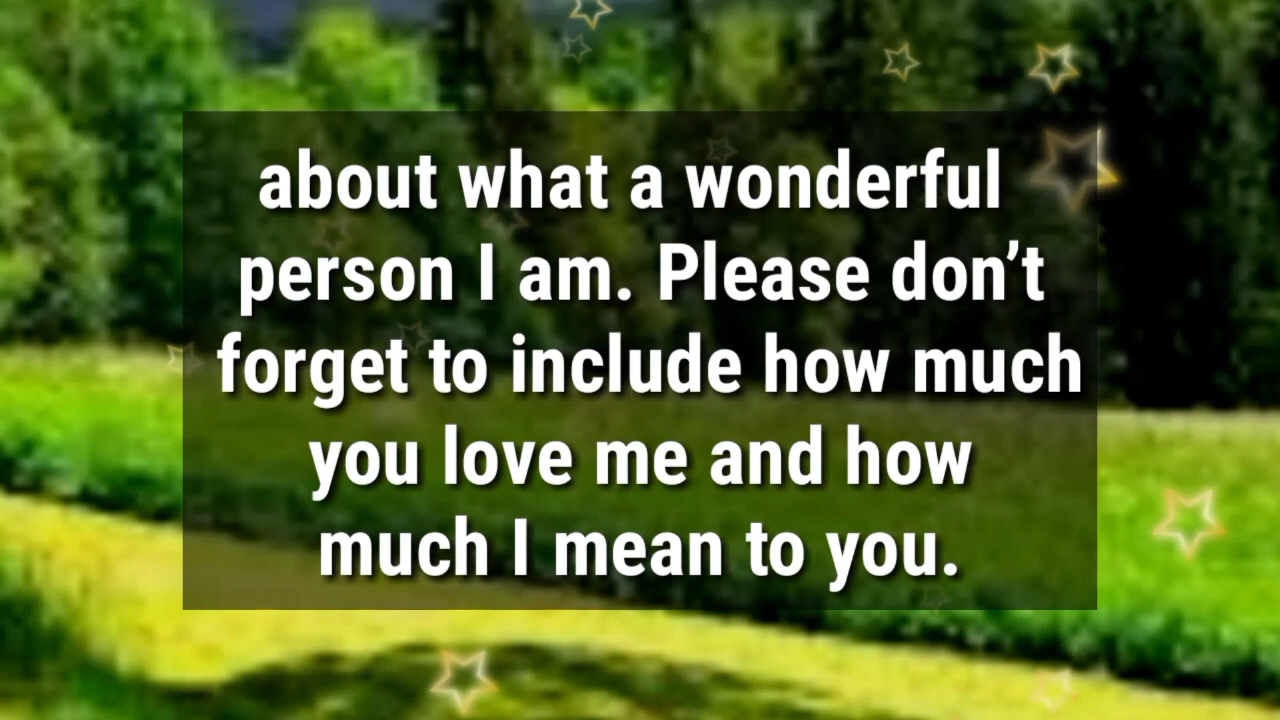 about what a wonderful
person I am. Please don’t
forget to include how much
you love me and how
much I mean to you.